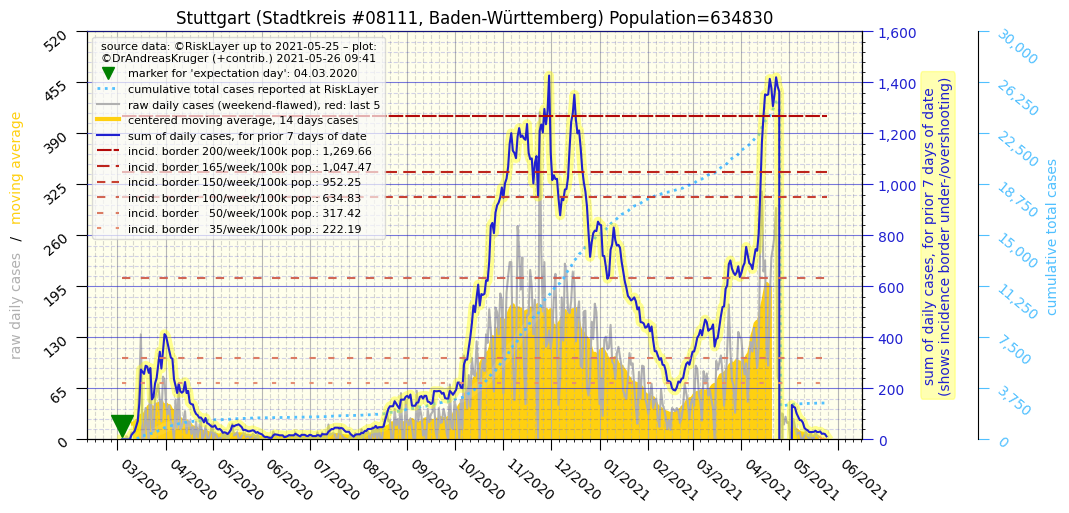 Stuttgart (Stadtkreis #08111, Baden-Württemberg) Population=634830
source data: ©RiskLayer up to 2021-05-25 – plot:
©DrAndreasKruger (+contrib.) 2021-05-26 09:41
marker for 'expectation day': 04.03.2020
cumulative total cases reported at RiskLayer
raw daily cases (weekend-flawed), red: last 5
centered moving average, 14 days cases
sum of daily cases, for prior 7 days of date
incid. border 200/week/100k pop.: 1,269.66
incid. border 165/week/100k pop.: 1,047.47
incid. border 150/week/100k pop.: 952.25
incid. border 100/week/100k pop.: 634.83
incid. border   50/week/100k pop.: 317.42
incid. border   35/week/100k pop.: 222.19
raw daily cases / moving average
520
455
390
325
260
195
130
65
0
03/2020
04/2020
05/2020
06/2020
07/2020
08/2020
09/2020
10/2020
11/2020
12/2020
01/2021
02/2021
03/2021
04/2021
05/2021
06/2021
1,600
1,400
1,200
1,000
800
600
400
200
0
sum of daily cases, for prior 7 days of date
(shows incidence border under-/overshooting)
30,000
26,250
22,500
18,750
15,000
11,250
7,500
3,750
0
cumulative total cases